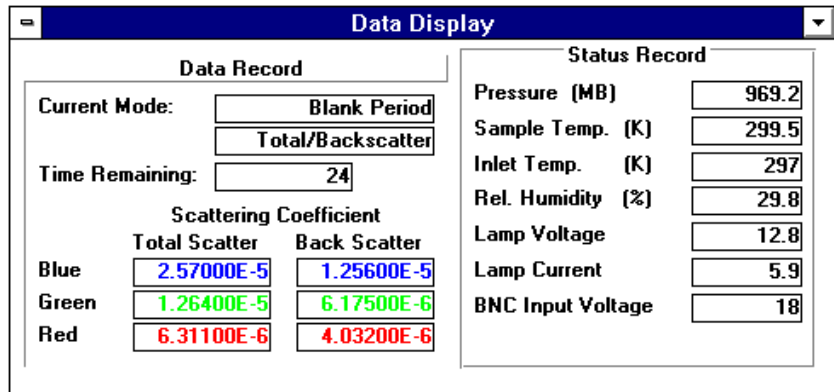 Data Display
Data Record
Current Mode: Blank Period
Total/Backscatter
Time Remaining: 24
Scattering Coefficient
Total Scatter Back Scatter
Blue 2.57000E-5 1.25600E-5
Green 1.26400E-5 6.17500E-6
Red 6.31100E-6 4.03200E-6
Status Record
Pressure (MB) 969.2
Sample Temp. (K) 299.5
Inlet Temp. (K) 297
Rel. Humidity (%) 29.8
Lamp Voltage 12.8
Lamp Current 5.9
BNC Input Voltage 18